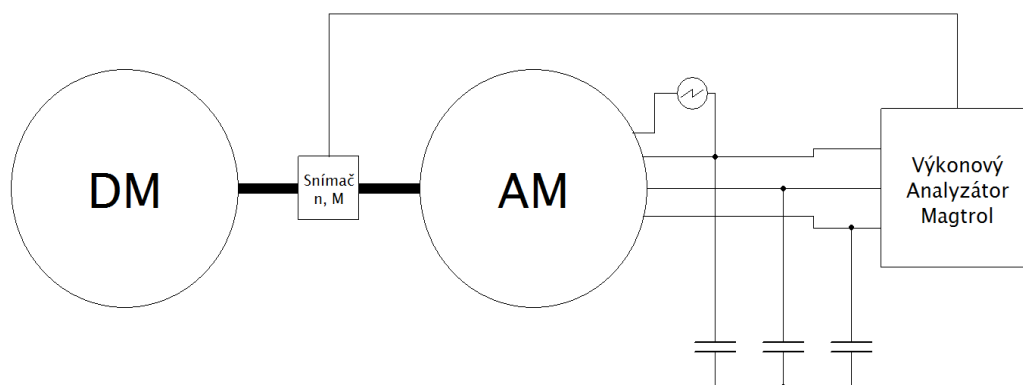 DM
Snímač
n, M
AM
Výkonový
Analyzátor
Magtrol